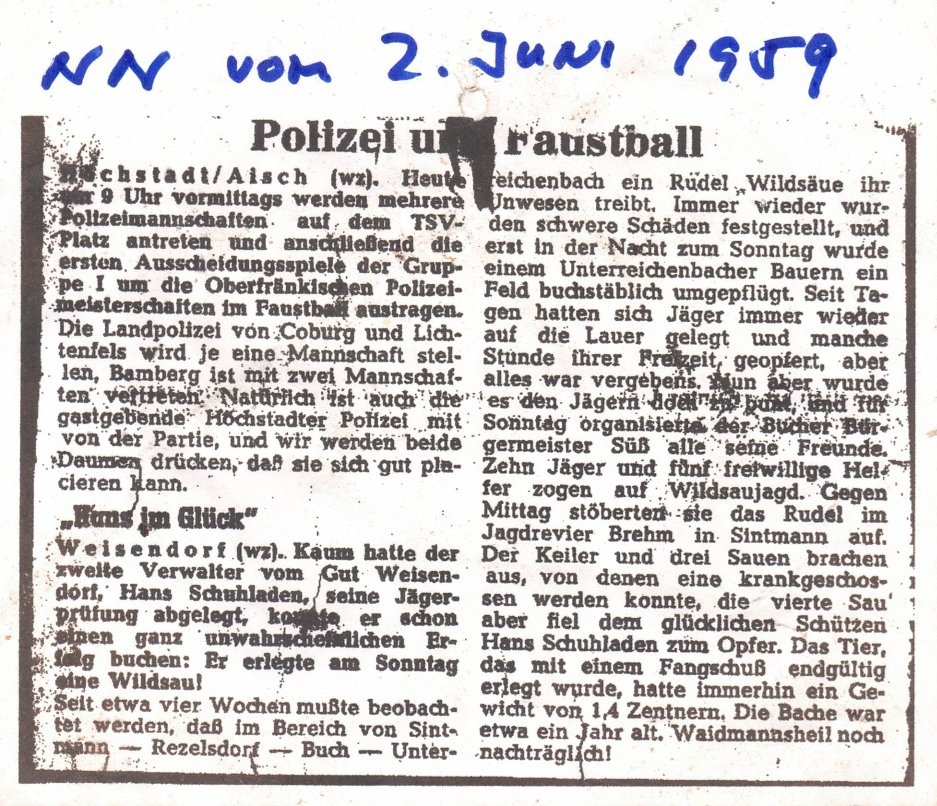 NN vom 2. Juni 1959
Polizei und Faustball
Höchstadt/Aisch (wz). Heute
um 9 Uhr vormittags werden mehrere
Polizeimannschaften auf dem TSV-
Platz antreten und anschließend die
ersten Ausscheidungsspiele der Grup-
pe I um die Oberfränkischen Polizei-
meisterschaften im Faustball austragen.
Die Landpolizei von Coburg und Lich-
tenfels wird je eine Mannschaft stel-
len, Bamberg ist mit zwei Mannschaf-
ten vertreten. Natürlich ist auch die
gastgebende Höchstadter Polizei mit
von der Partie, und wir werden beide
Daumen drücken, daß sie sich gut pla-
cieren kann.
„Hans im Glück"
Weisendorf (wz). Kaum hatte der
zweite Verwalter vom Gut Weisen-
dorf, Hans Schuhladen, seine Jäger-
prüfung abgelegt, konnte er schon
einen ganz unwahrscheinlichen Er-
folg buchen: Er erlegte am Sonntag
eine Wildsau!
Seit etwa vier Wochen mußte beobach-
tet werden, daß im Bereich von Sint-
mann — Rezelsdorf — Buch — Unter-
reichenbach ein Rudel Wildsäue ihr
Unwesen treibt. Immer wieder wur-
den schwere Schäden festgestellt, und
erst in der Nacht zum Sonntag wurde
einem Unterreichenbacher Bauern ein
Feld buchstäblich umgepflügt. Seit Ta-
gen hatten sich Jäger immer wieder
auf die Lauer gelegt und manche
Stunde ihrer Freizeit geopfert, aber
alles war vergebens. Nun aber wurde
es den Jägern doch zu bunt, und für
Sonntag organisierte der Bucher Bür-
germeister Süß alle seine Freunde.
Zehn Jäger und fünf freiwillige Hel-
fer zogen auf Wildsaujagd. Gegen
Mittag stöberten sie das Rudel im
Jagdrevier Brehm in Sintmann auf.
Der Keiler und drei Sauen brachen
aus, von denen eine krankgeschos-
sen werden konnte, die vierte Sau
aber fiel dem glücklichen Schützen
Hans Schuhladen zum Opfer. Das Tier,
das mit einem Fangschuß endgültig
erlegt wurde, hatte immerhin ein Ge-
wicht von 1,4 Zentnern. Die Bache war
etwa ein Jahr alt. Waidmannsheil noch
nachträglich!